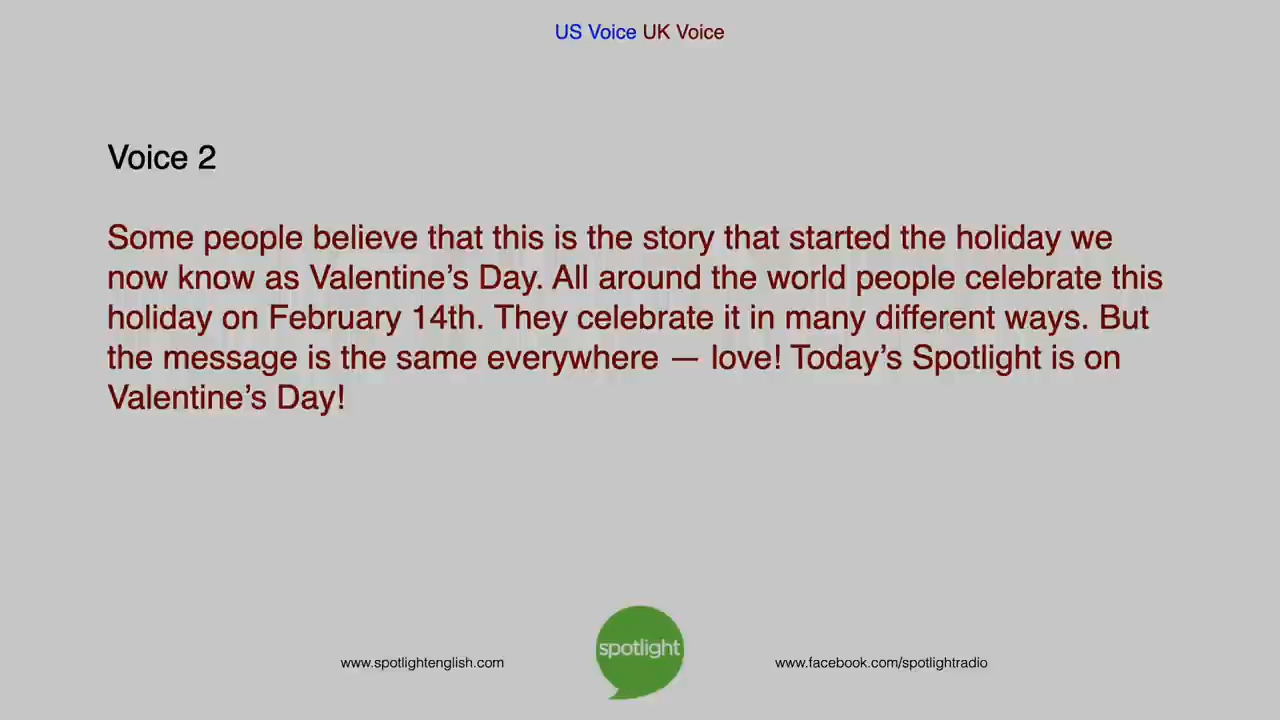 US Voice UK Voice
Voice 2
Some people believe that this is the story that started the holiday we
now know as Valentine’s Day. All around the world people celebrate this
holiday on February 14th. They celebrate it in many different ways. But
the message is the same everywhere — love! Today’s Spotlight is on
Valentine’s Day!
www.spotlightenglish.com
spotlight
www.facebook.com/spotlightradio